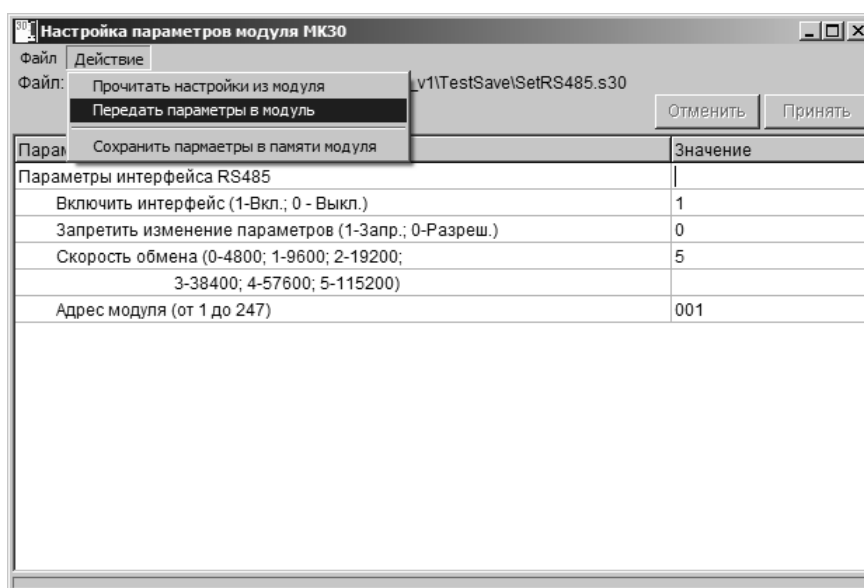 30
Настройка параметров модуля МК30
Файл Действие
Файл: _v1\TestSave\SetRS485.s30
Прочитать настройки из модуля
Передать параметры в модуль
Сохранить пармаетры в памяти модуля
Отменить Принять
Значение
Параметры интерфейса RS485
Включить интерфейс (1-Вкл.; 0 - Выкл.) 1
Запретить изменение параметров (1-Запр.; 0-Разреш.) 0
Скорость обмена (0-4800; 1-9600; 2-19200; 5
3-38400; 4-57600; 5-115200)
Адрес модуля (от 1 до 247) 001